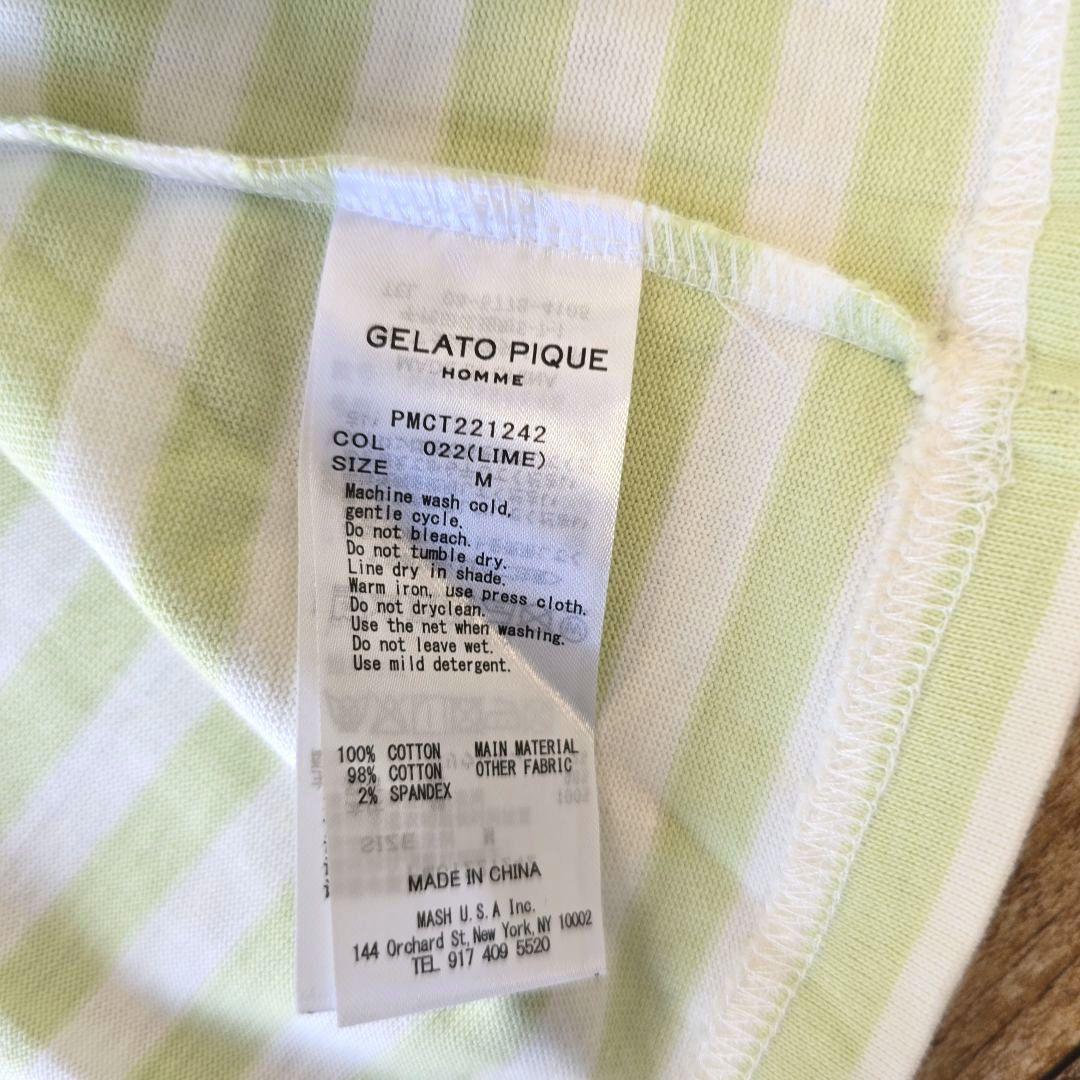 GELATO PIQUE
HOMME
PMCT221242
COL 022(LIME)
SIZE M
Machine wash cold,
gentle cycle.
Do not bleach.
Do not tumble dry.
Line dry in shade.
Warm iron, use press cloth.
Do not dryclean.
Use the net when washing.
Do not leave wet.
Use mild detergent.
100% COTTON MAIN MATERIAL
98% COTTON OTHER FABRIC
2% SPANDEX
MADE IN CHINA
MASH U.S.A Inc.
144 Orchard St, New York, NY 10002
TEL 917 409 5520